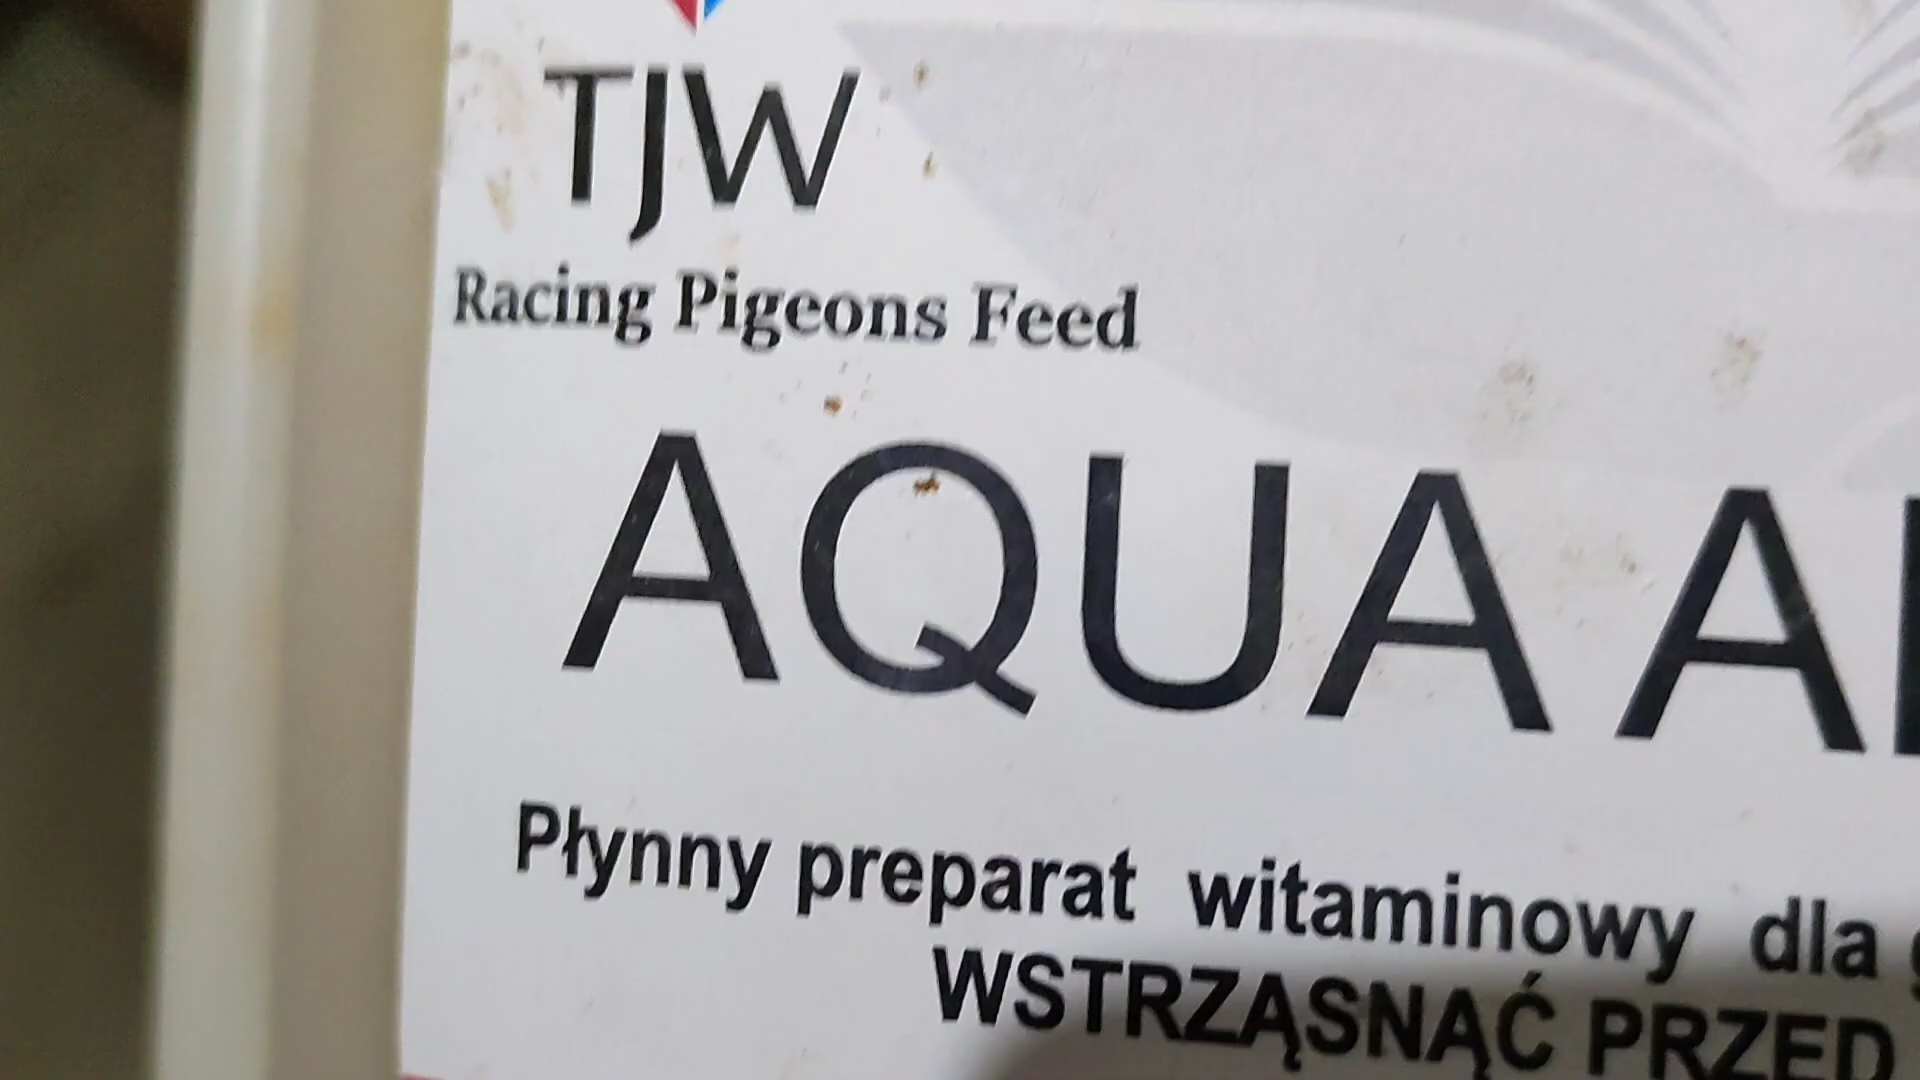 TJW
Racing Pigeons Feed
AQUA
Płynny preparat witaminowy dla
WSTRZĄSNĄĆ PRZED